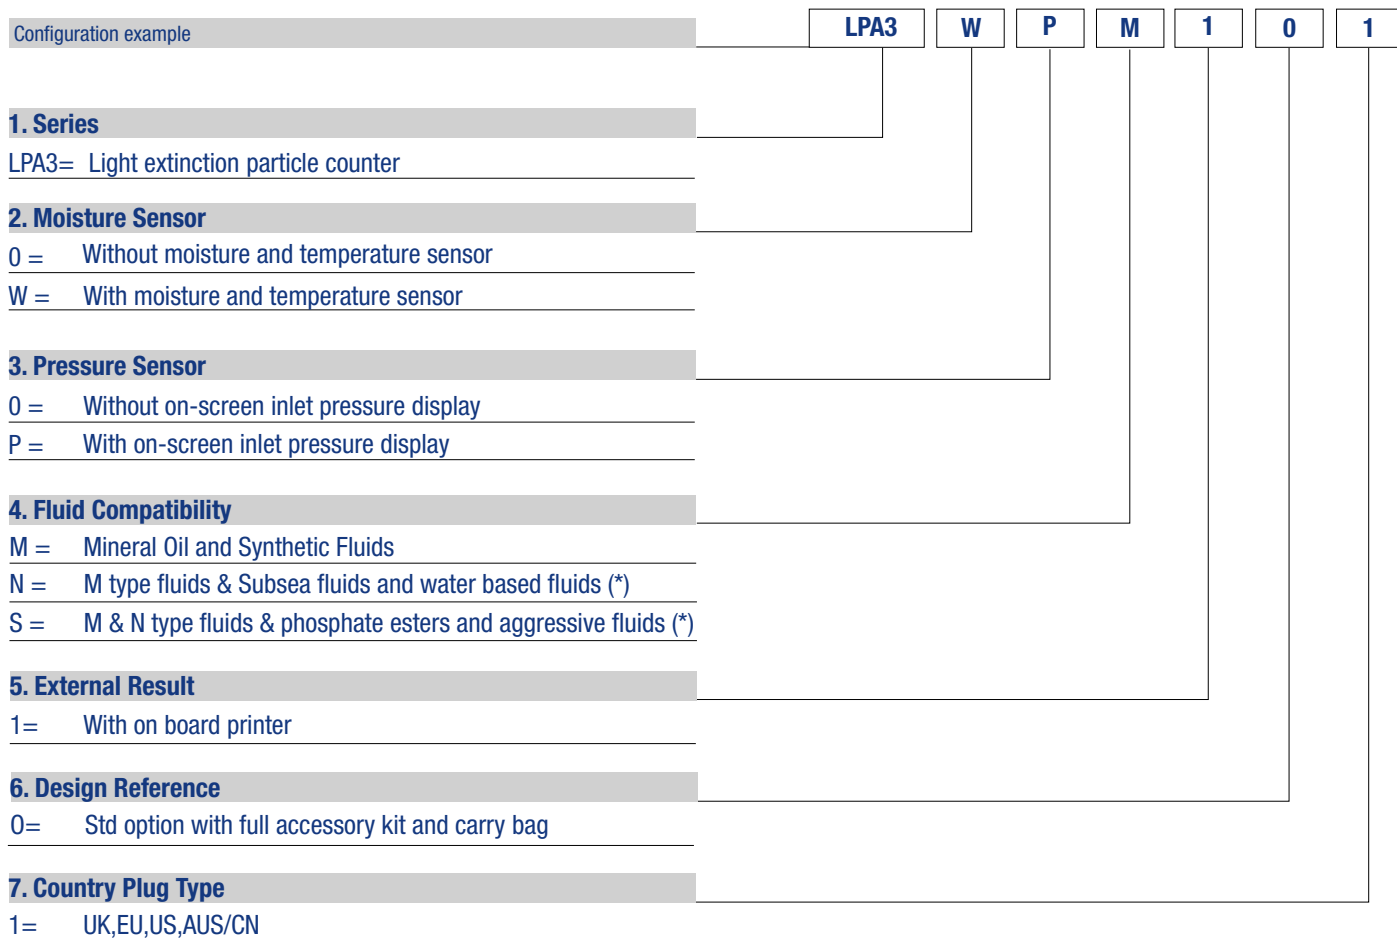 Configuration example LPA3 W P M 1 0 1
1. Series
LPA3= Light extinction particle counter
2. Moisture Sensor
0 = Without moisture and temperature sensor
W = With moisture and temperature sensor
3. Pressure Sensor
0 = Without on-screen inlet pressure display
P = With on-screen inlet pressure display
4. Fluid Compatibility
M = Mineral Oil and Synthetic Fluids
N = M type fluids & Subsea fluids and water based fluids (*)
S = M & N type fluids & phosphate esters and aggressive fluids (*)
5. External Result
1= With on board printer
6. Design Reference
0= Std option with full accessory kit and carry bag
7. Country Plug Type
1= UK,EU,US,AUS/CN